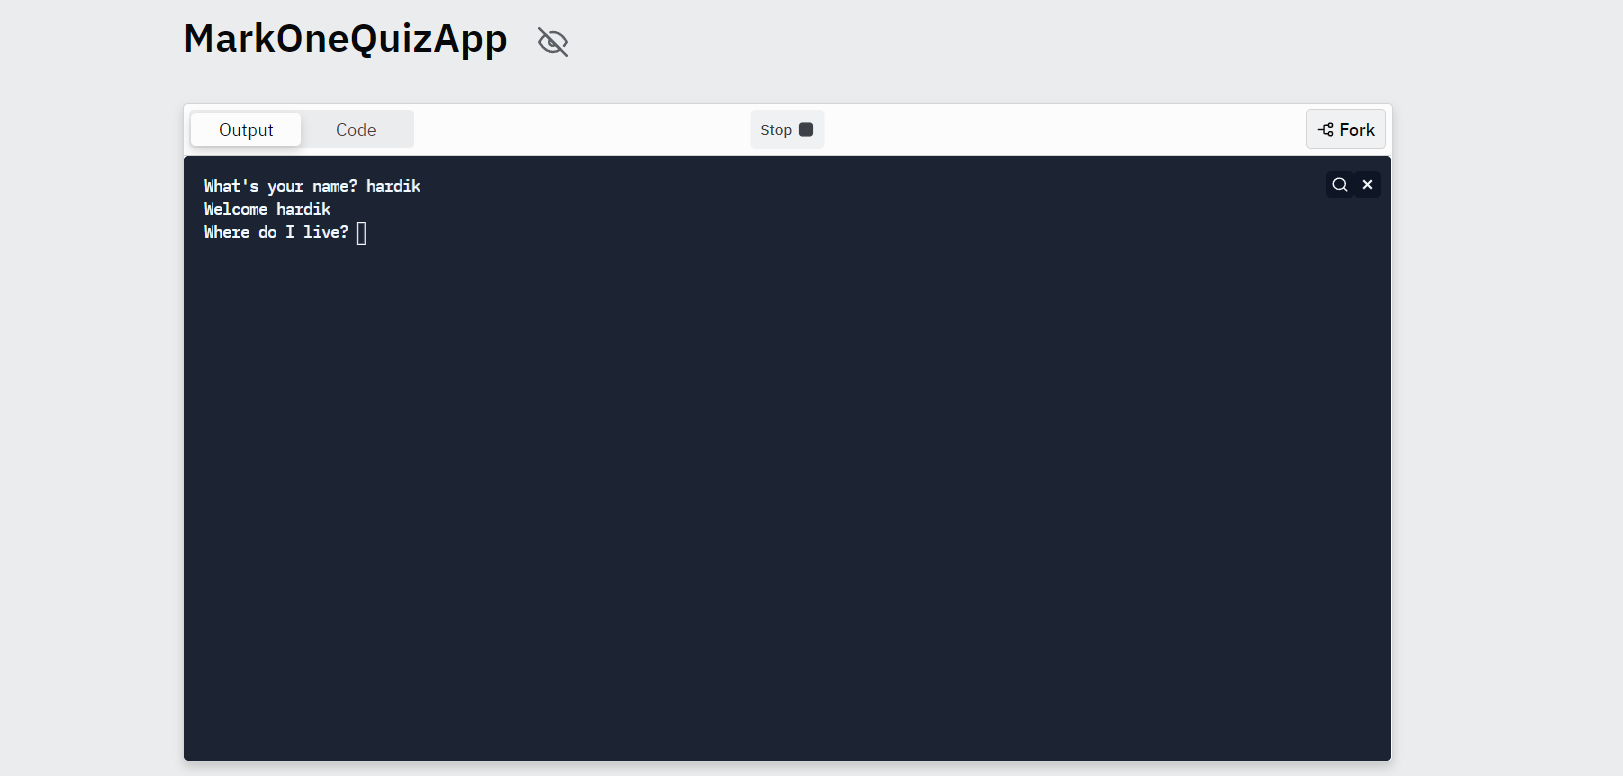 MarkOneQuizApp
Output Code Stop Fork
What's your name? hardik
Welcome hardik
Where do I live?